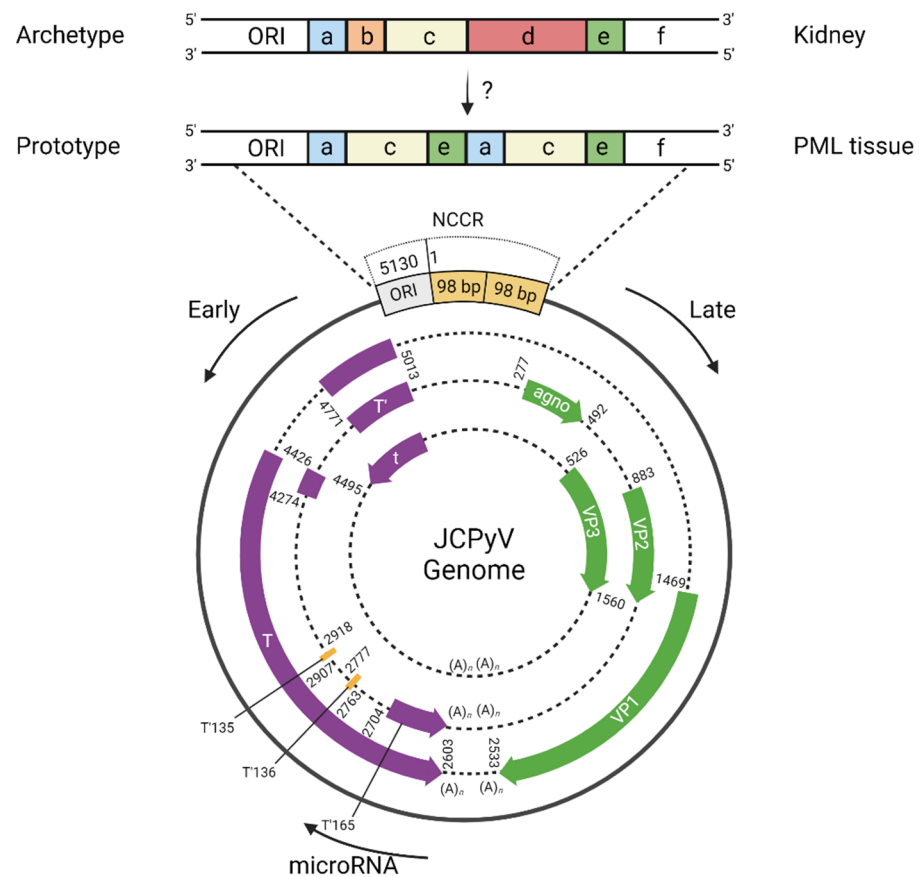 Archetype 5' 3' ORI a b c d e f 3' 5' Kidney
?
Prototype 5' 3' ORI a c e a c e f 3' 5' PML tissue
NCCR
5130 1
ORI 98 bp 98 bp
Early
Late
5013
4771
T'
277
agno
492
4426
4274
t
4495
526
883
VP3
VP2
JCPyV
Genome
1469
1560
T
2918
2907
2777
2763
2704
(A)n (A)n
(A)n (A)n
VP1
T'135
2603
2533
T'136
(A)n (A)n
T'165
microRNA